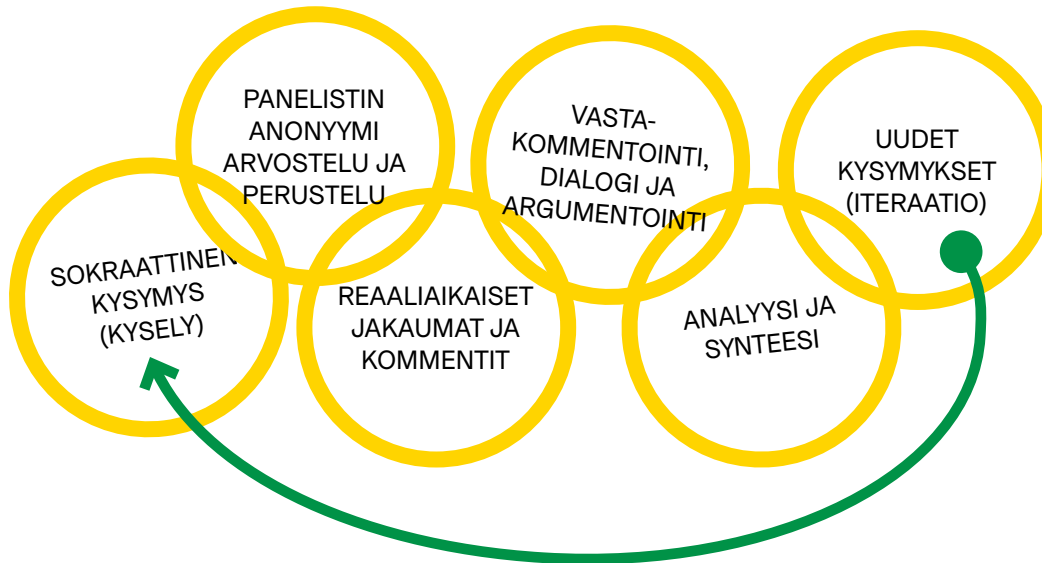 SOKRAATTINEN
KYSYMYS
(KYSELY)
PANELISTIN
ANONYYMI
ARVOSTELU JA
PERUSTELU
REAALIAIKAISET
JAKAUMAT JA
KOMMENTIT
VASTA-
KOMMENTOINTI,
DIALOGI JA
ARGUMENTOINTI
ANALYYSI JA
SYNTEESI
UUDET
KYSYMYKSET
(ITERAATIO)